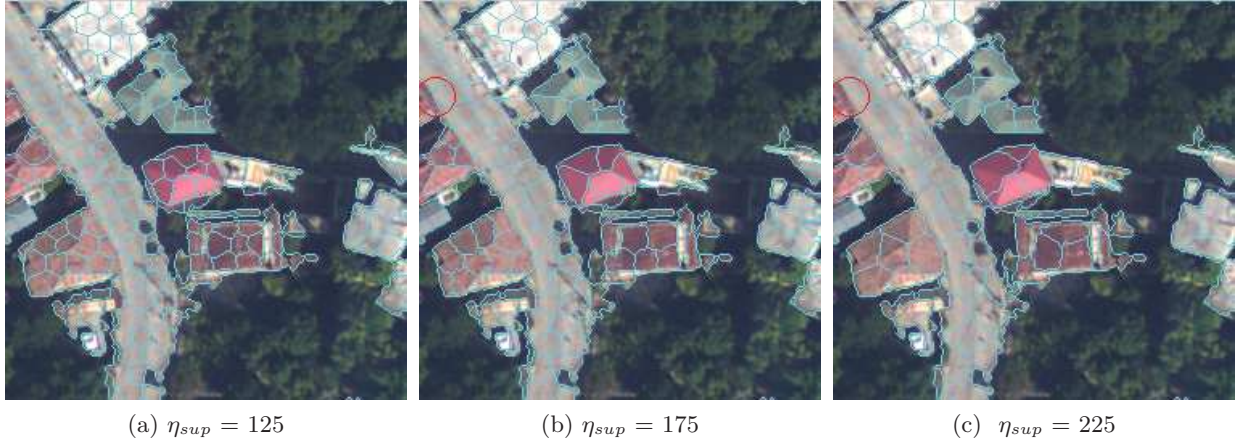 (a) η_sup = 125
(b) η_sup = 175
(c) η_sup = 225